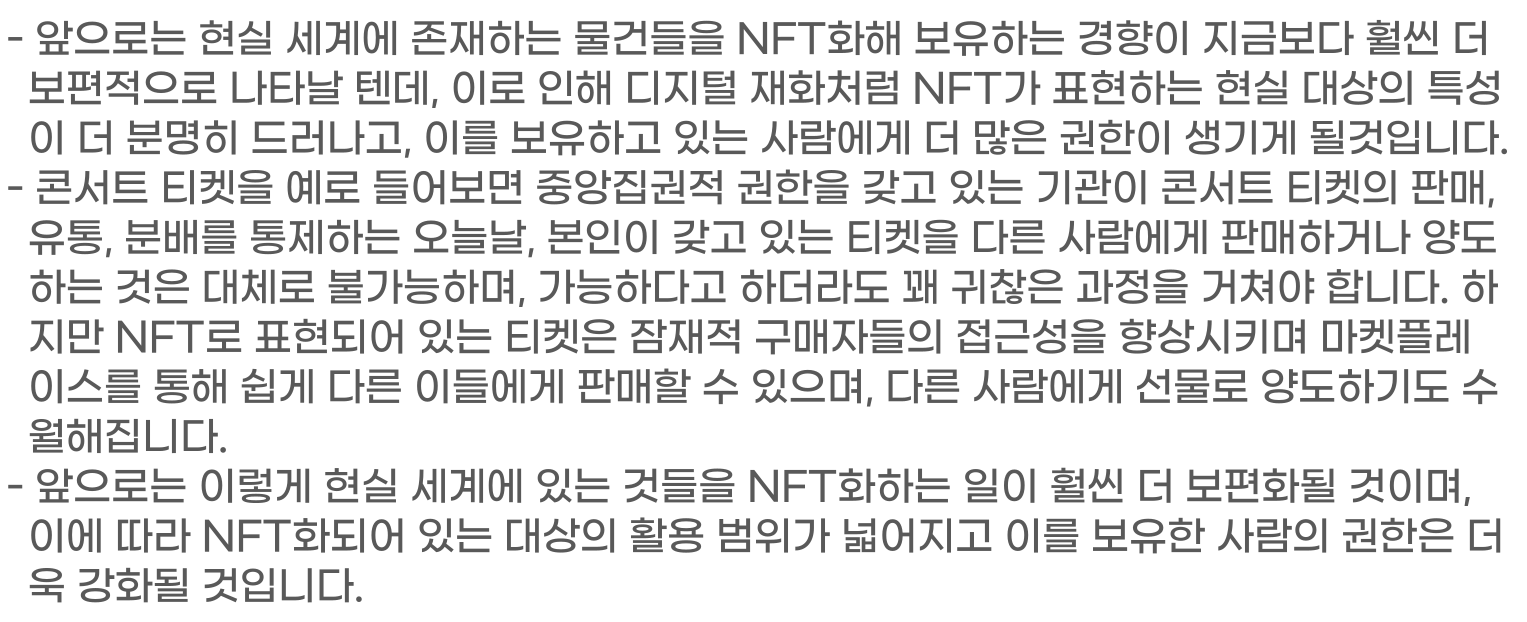 - 앞으로는 현실 세계에 존재하는 물건들을 NFT화해 보유하는 경향이 지금보다 훨씬 더
보편적으로 나타날 텐데, 이로 인해 디지털 재화처럼 NFT가 표현하는 현실 대상의 특성
이 더 분명히 드러나고, 이를 보유하고 있는 사람에게 더 많은 권한이 생기게 될것입니다.
- 콘서트 티켓을 예로 들어보면 중앙집권적 권한을 갖고 있는 기관이 콘서트 티켓의 판매,
유통, 분배를 통제하는 오늘날, 본인이 갖고 있는 티켓을 다른 사람에게 판매하거나 양도
하는 것은 대체로 불가능하며, 가능하다고 하더라도 꽤 귀찮은 과정을 거쳐야 합니다. 하
지만 NFT로 표현되어 있는 티켓은 잠재적 구매자들의 접근성을 향상시키며 마켓플레
이스를 통해 쉽게 다른 이들에게 판매할 수 있으며, 다른 사람에게 선물로 양도하기도 수
월해집니다.
- 앞으로는 이렇게 현실 세계에 있는 것들을 NFT화하는 일이 훨씬 더 보편화될 것이며,
이에 따라 NFT화되어 있는 대상의 활용 범위가 넓어지고 이를 보유한 사람의 권한은 더
욱 강화될 것입니다.